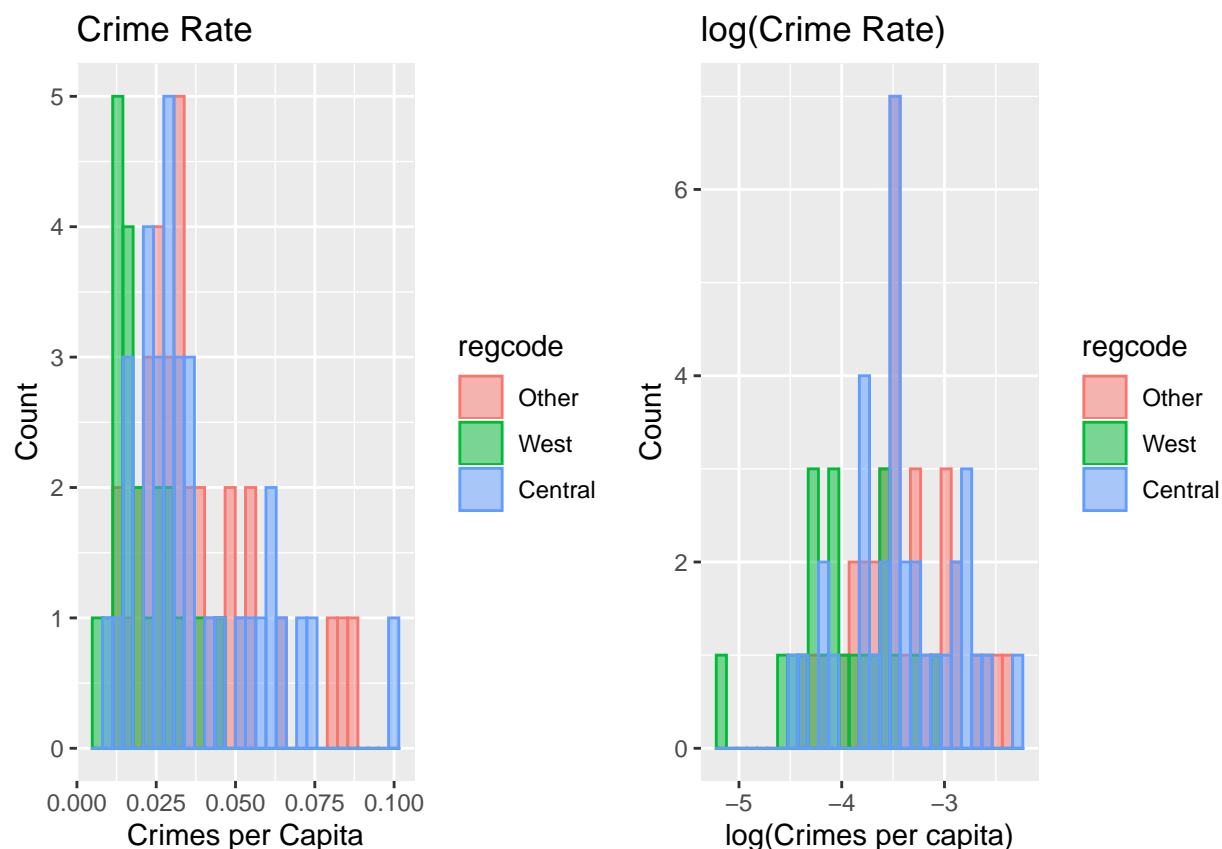 Crime Rate
5
4
3
2
1
0
Count
0.000 0.025 0.050 0.075 0.100
Crimes per Capita
regcode
Other
West
Central
log(Crime Rate)
6
4
2
0
Count
−5 −4 −3
log(Crimes per capita)
regcode
Other
West
Central